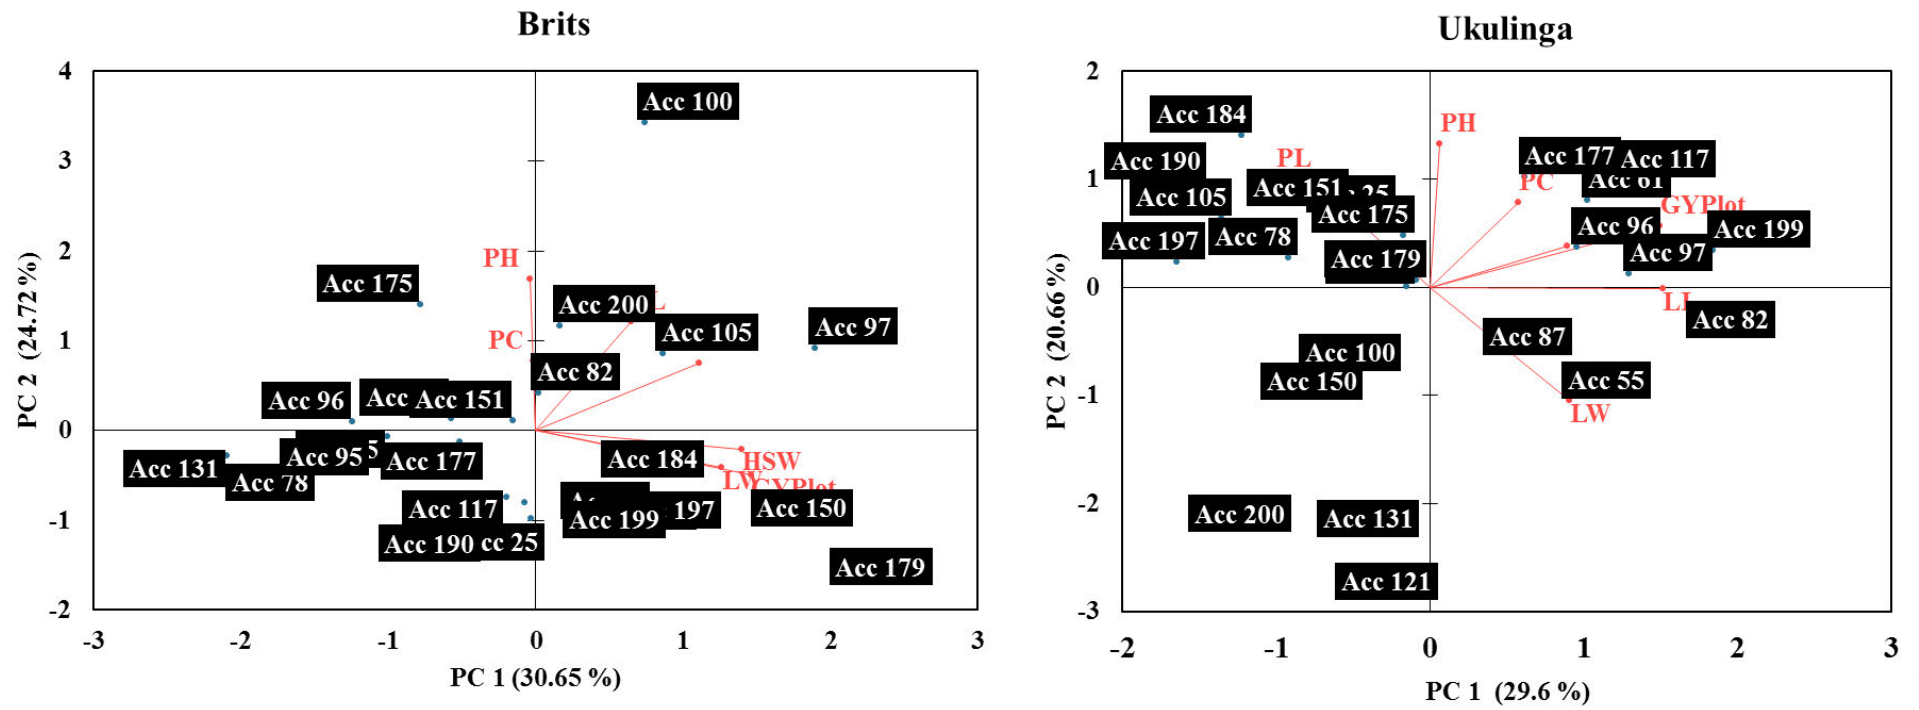 Brits
4
3
2
1
0
-1
-2
-3
-2
-1
0
1
2
3
PC 2 (24.72 %)
PC 1 (30.65 %)
Acc 100
PH
Acc 175
Acc 200
PC
Acc 105
Acc 97
Acc 82
Acc 96
Acc
Acc 151
Acc 95
Acc 177
Acc 131
Acc 78
Acc 184
HSW
LW
GYPlot
Acc 117
Acc 199
197
Acc 150
Acc 190
cc 25
Acc 179
Ukulinga
2
1
0
-1
-2
-3
-2
-1
0
1
2
3
PC 2 (20.66 %)
PC 1 (29.6 %)
Acc 184
PH
Acc 190
PL
Acc 177
Acc 117
Acc 105
Acc 151
25
PC
Acc 61
Acc 175
GYPlot
Acc 197
Acc 78
Acc 96
Acc 199
Acc 179
Acc 97
Acc 82
Acc 87
Acc 100
Acc 150
Acc 55
LW
Acc 200
Acc 131
Acc 121